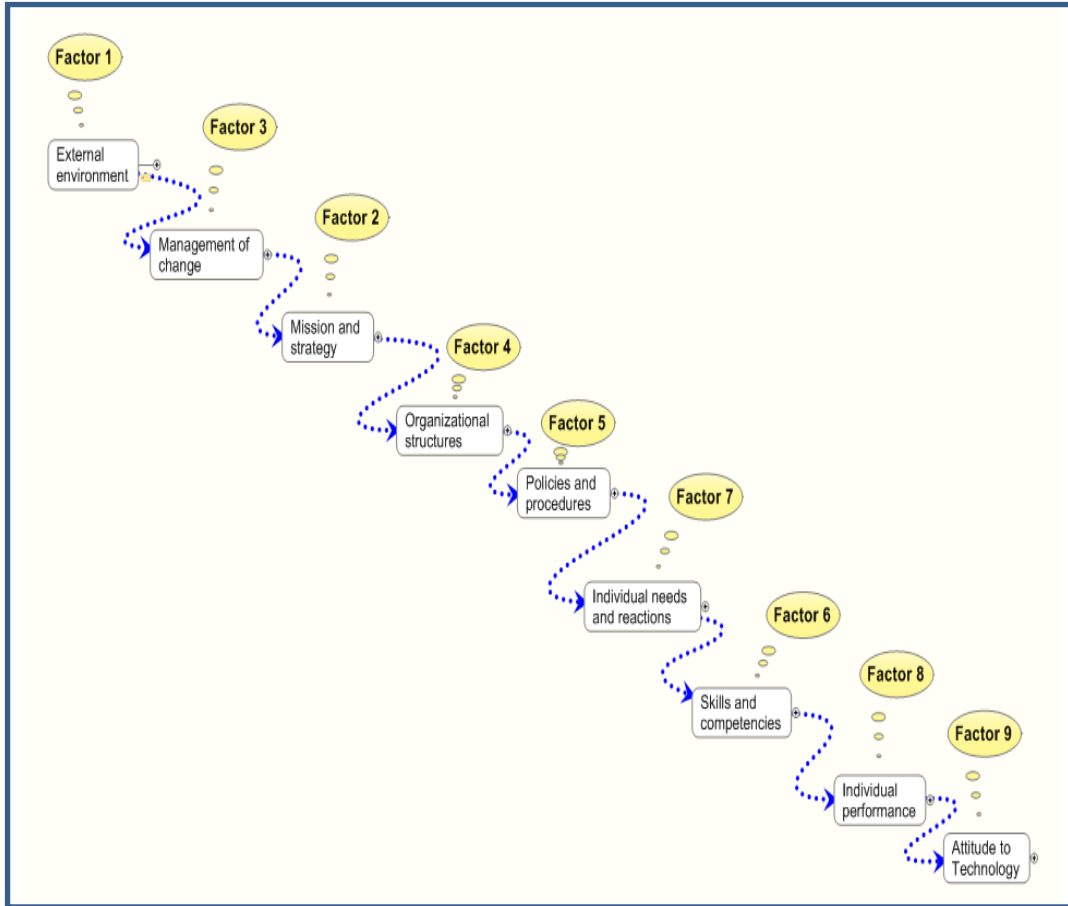 Factor 1
External
environment
Factor 3
Management of
change
Factor 2
Mission and
strategy
Factor 4
Organizational
structures
Factor 5
Policies and
procedures
Factor 7
Individual needs
and reactions
Factor 6
Skills and
competencies
Factor 8
Individual
performance
Factor 9
Attitude to
Technology